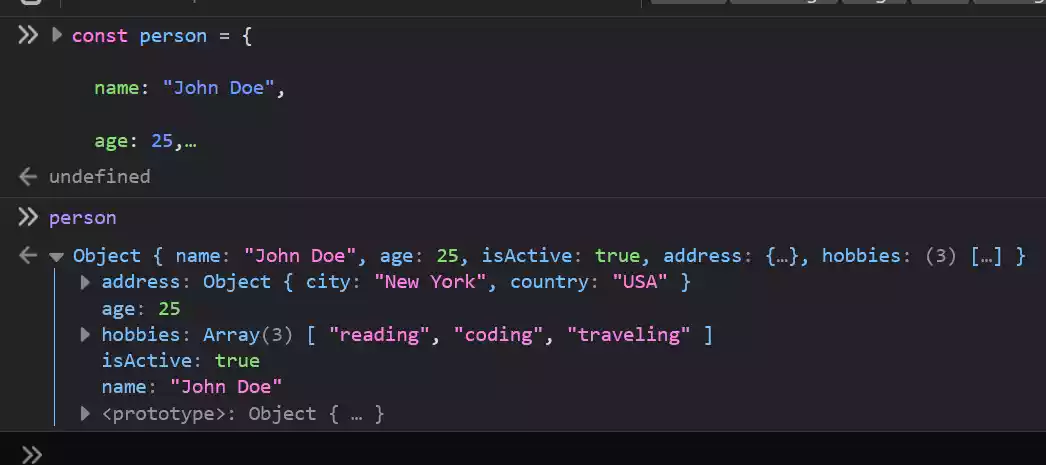 const person = {
name: "John Doe",
age: 25,…
undefined
person
Object { name: "John Doe", age: 25, isActive: true, address: {…}, hobbies: (3) […] }
address: Object { city: "New York", country: "USA" }
age: 25
hobbies: Array(3) [ "reading", "coding", "traveling" ]
isActive: true
name: "John Doe"
<prototype>: Object { … }